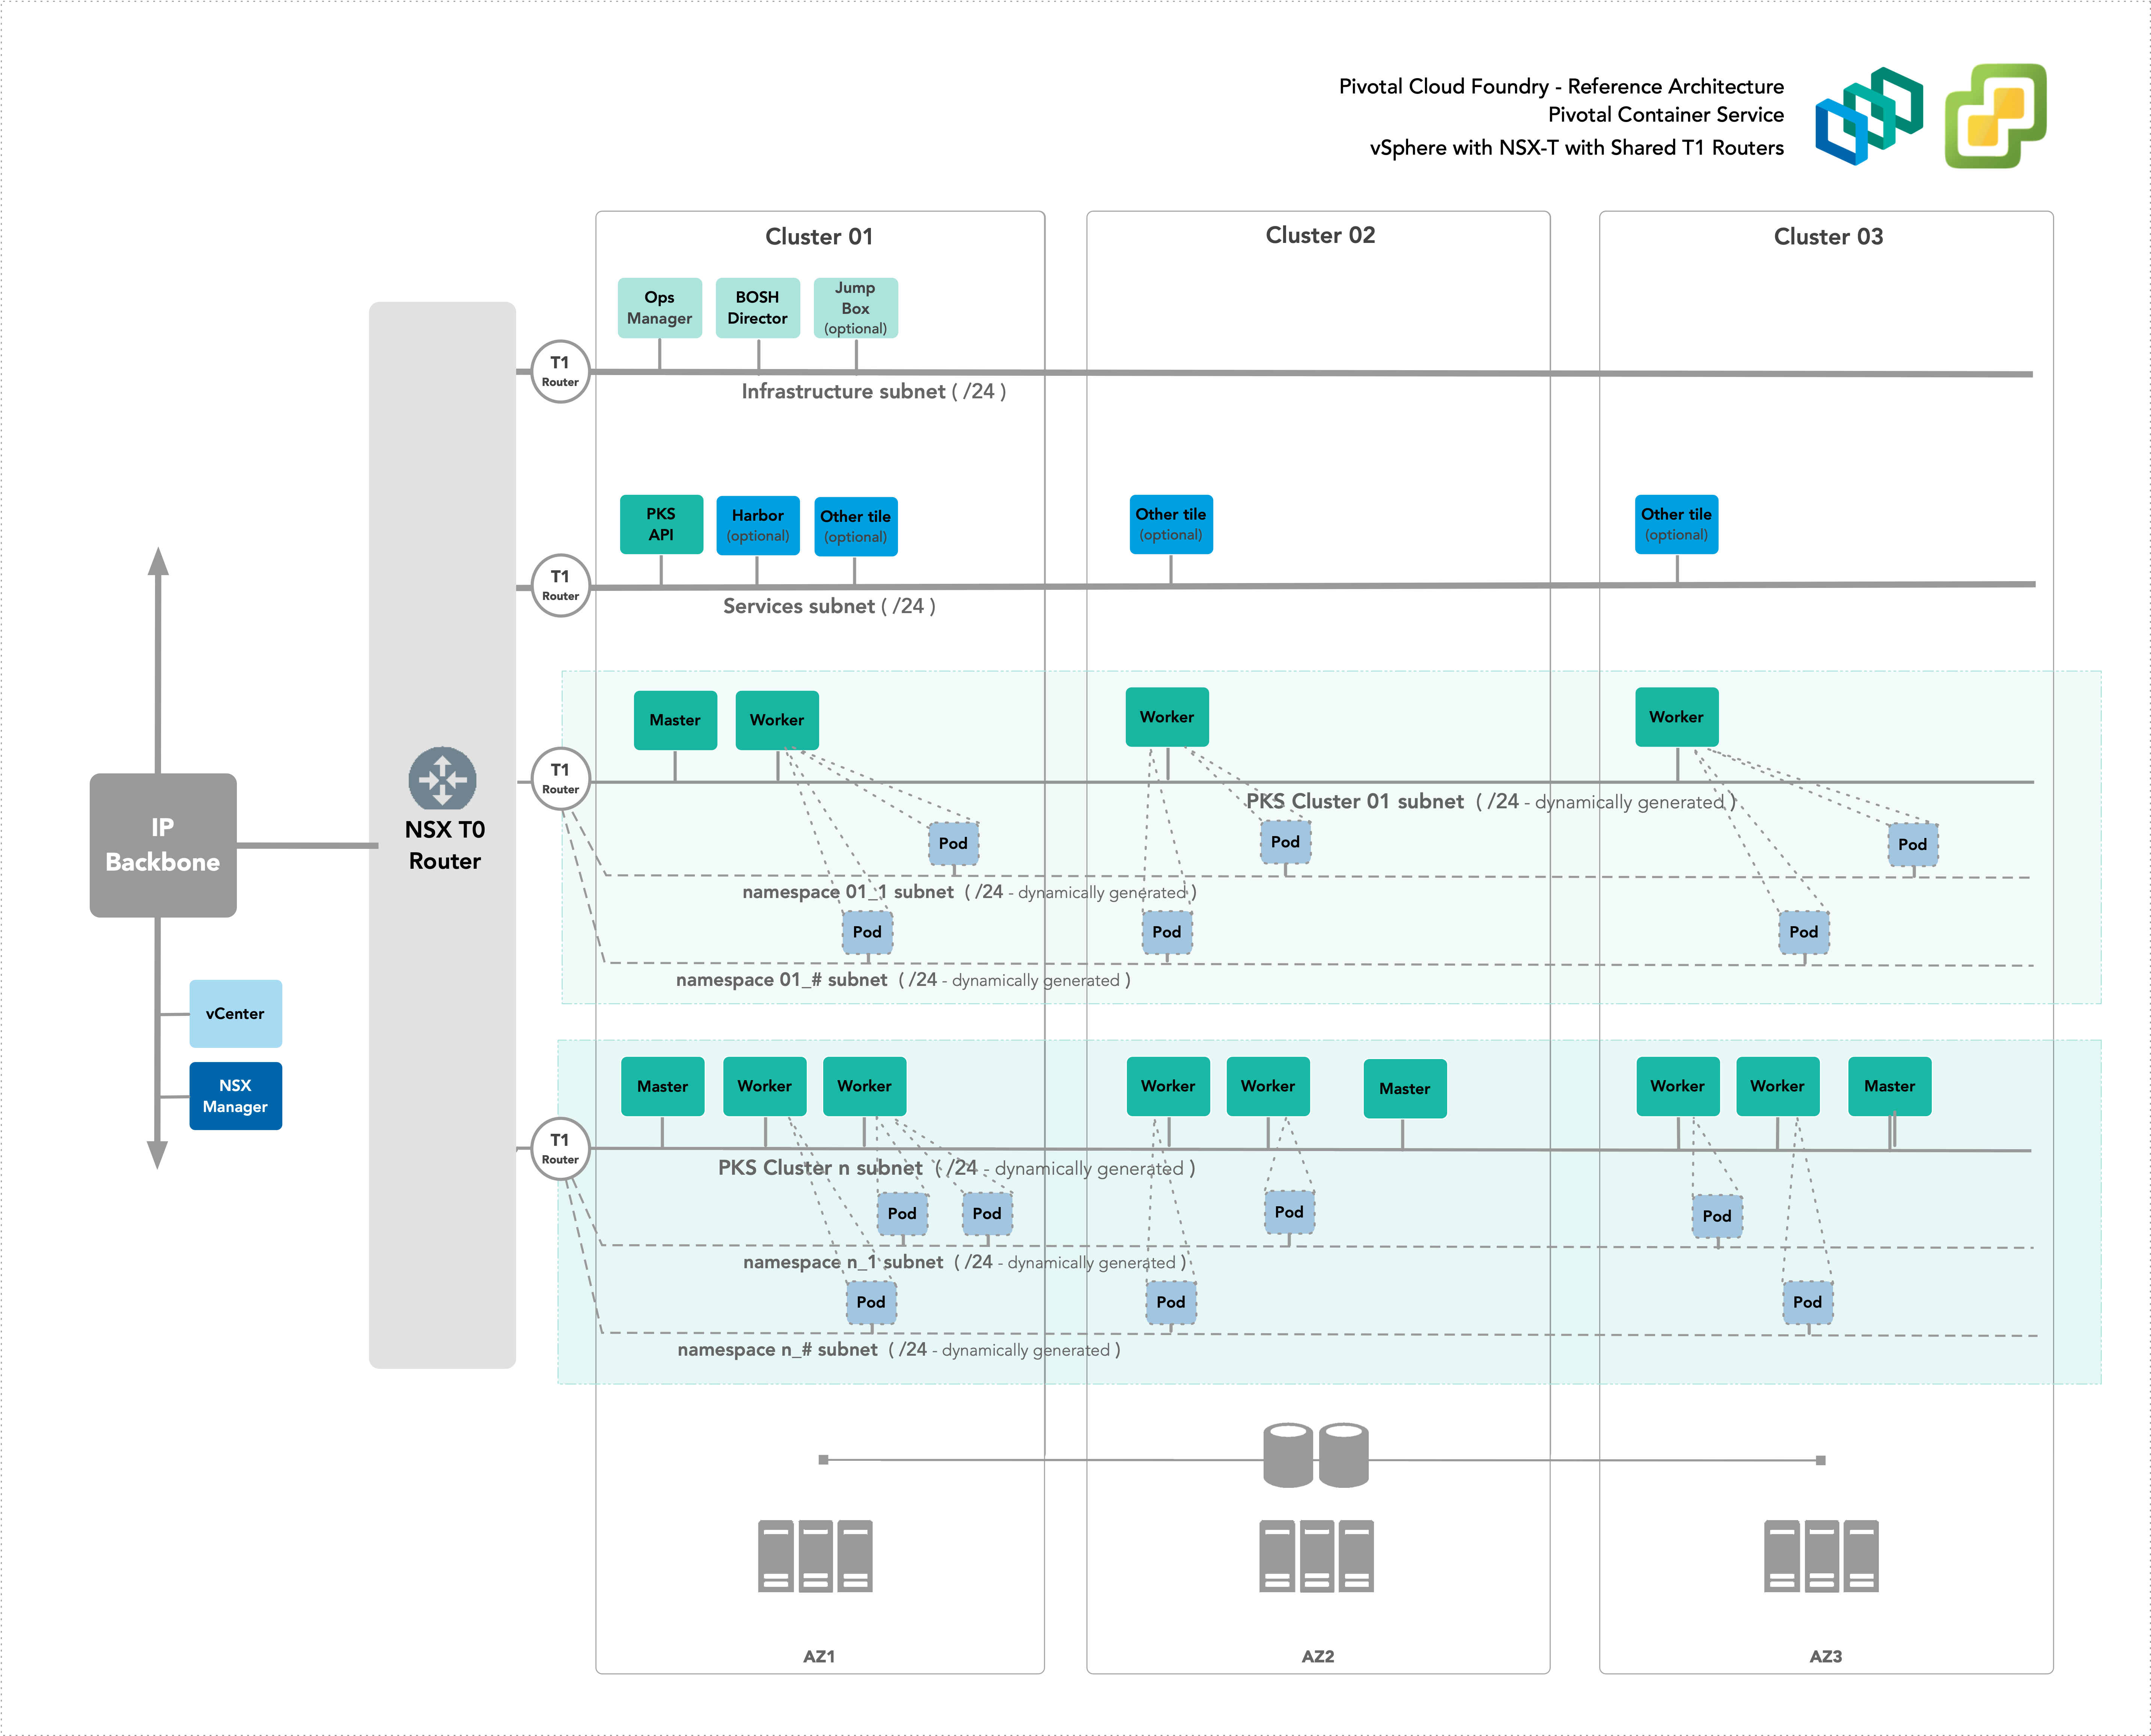 Pivotal Cloud Foundry - Reference Architecture
Pivotal Container Service
vSphere with NSX-T with Shared T1 Routers
Cluster 01
Cluster 02
Cluster 03
Ops
Manager
BOSH
Director
Jump
Box
(optional)
T1
Router
Infrastructure subnet ( /24 )
PKS
API
Harbor
(optional)
Other tile
(optional)
Other tile
(optional)
Other tile
(optional)
T1
Router
Services subnet ( /24 )
Master
Worker
Worker
Worker
T1
Router
PKS Cluster 01 subnet ( /24 - dynamically generated )
Pod
Pod
Pod
namespace 01_1 subnet ( /24 - dynamically generated )
Pod
Pod
Pod
namespace 01_# subnet ( /24 - dynamically generated )
IP
Backbone
NSX T0
Router
vCenter
NSX
Manager
Master
Worker
Worker
Worker
Worker
Master
Worker
Worker
Master
T1
Router
PKS Cluster n subnet ( /24 - dynamically generated )
Pod
Pod
Pod
Pod
namespace n_1 subnet ( /24 - dynamically generated )
Pod
Pod
Pod
namespace n_# subnet ( /24 - dynamically generated )
AZ1
AZ2
AZ3